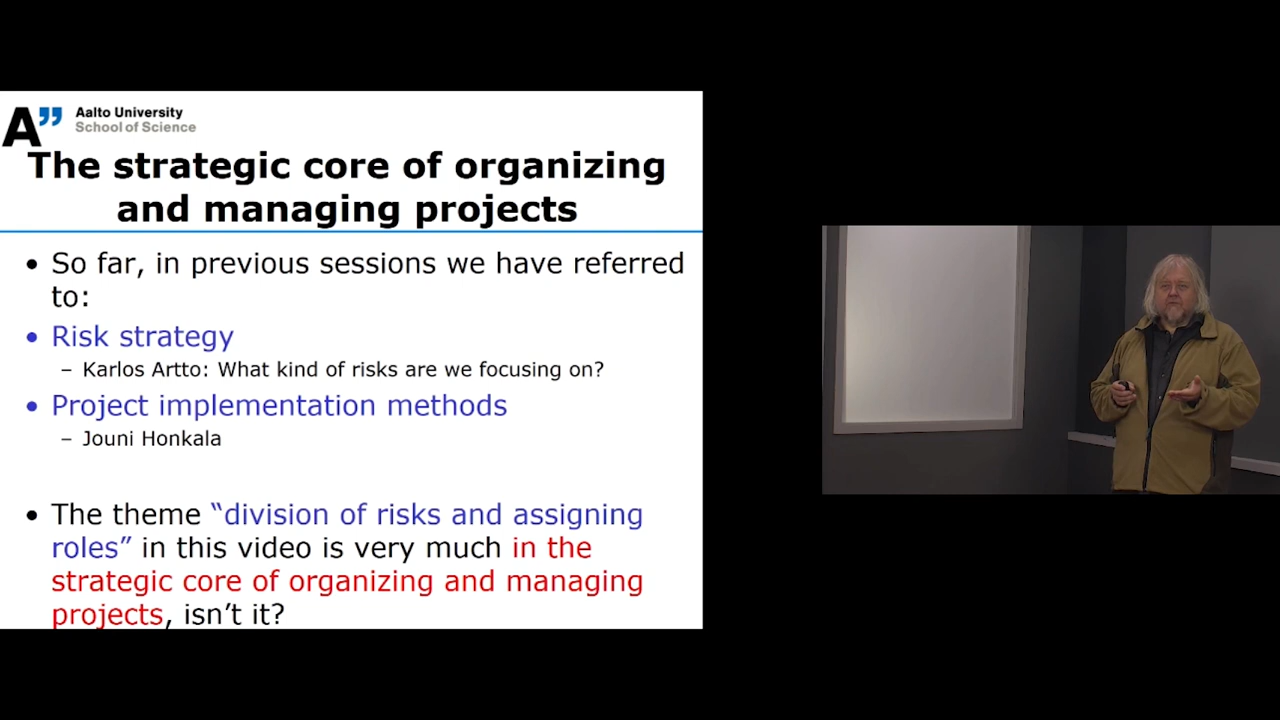 A”
Aalto University
School of Science
The strategic core of organizing
and managing projects
• So far, in previous sessions we have referred
to:
• Risk strategy
– Karlos Artto: What kind of risks are we focusing on?
• Project implementation methods
– Jouni Honkala
• The theme “division of risks and assigning
roles” in this video is very much in the
strategic core of organizing and managing
projects, isn’t it?